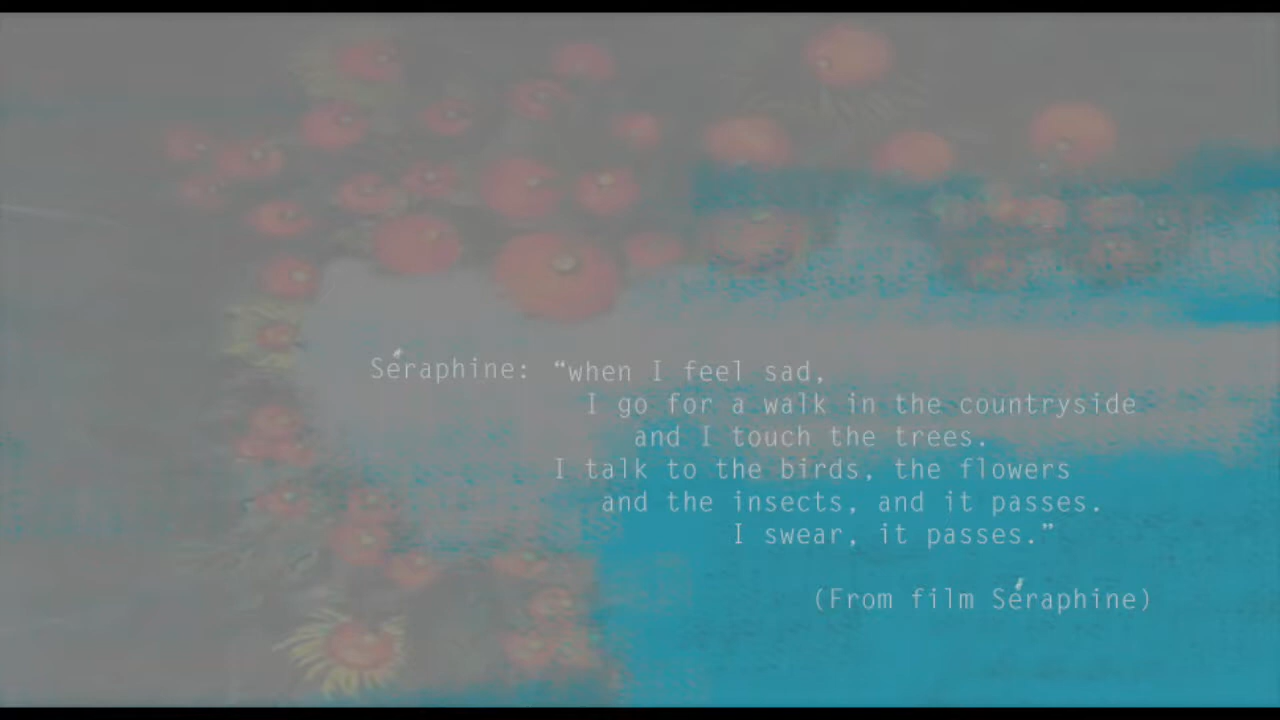 Séraphine: “when I feel sad,
I go for a walk in the countryside
and I touch the trees.
I talk to the birds, the flowers
and the insects, and it passes.
I swear, it passes.”
(From film Séraphine)